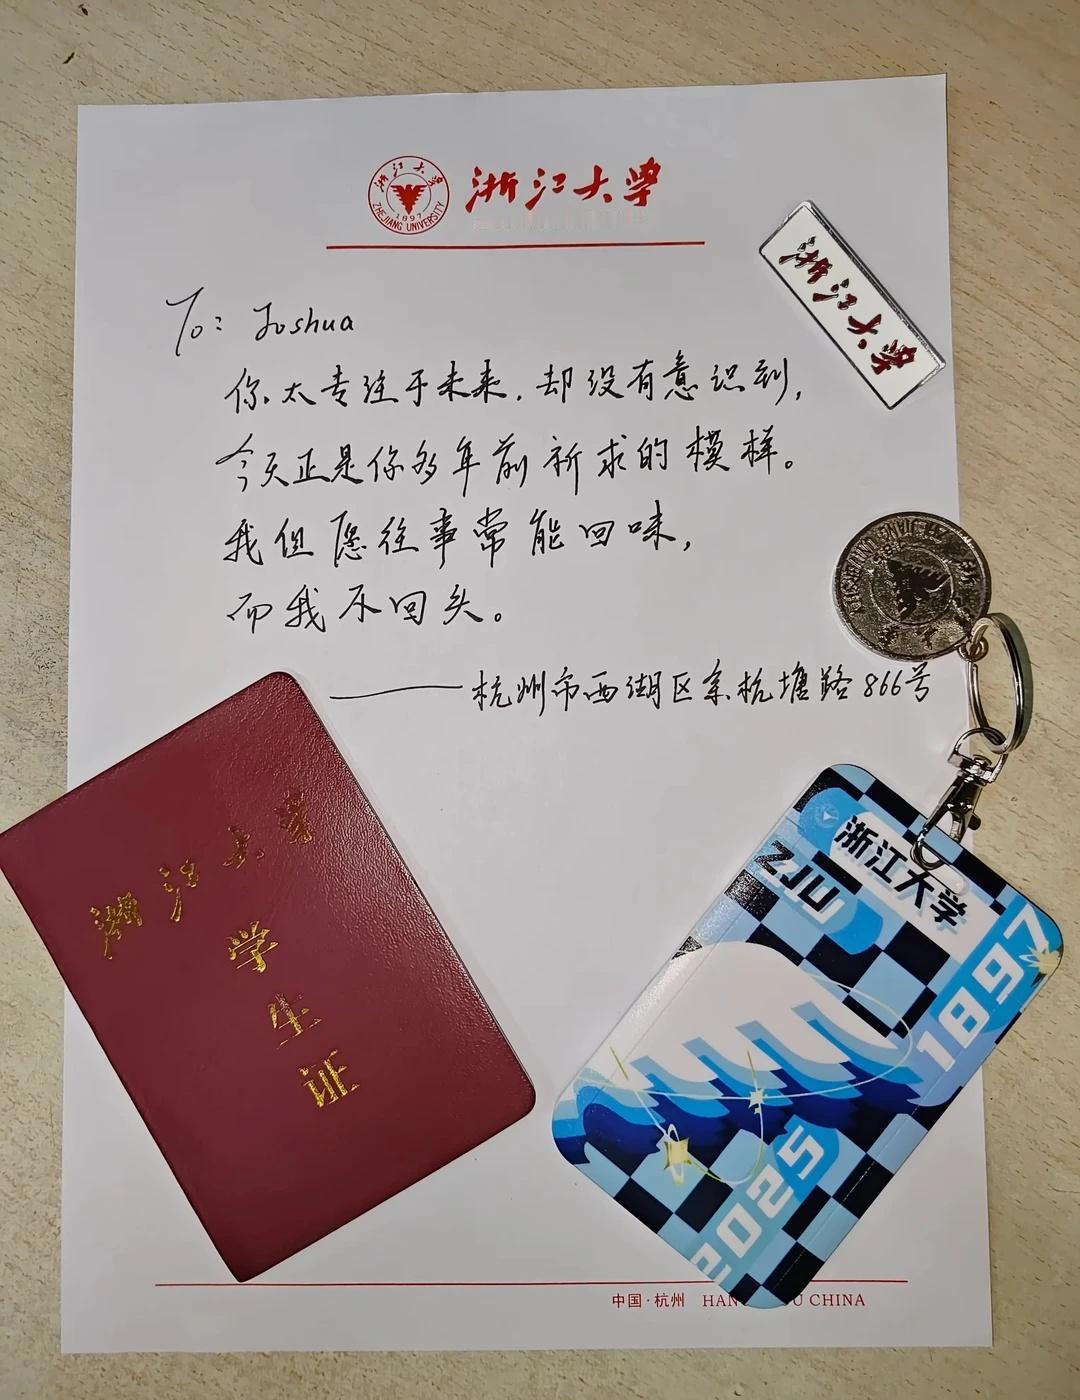 浙江大学
ZHEJIANG UNIVERSITY
1897
浙江大学
浙江大学
To: Joshua
你太专注于未来，却没有意识到，
今天正是你多年前祈求的模样。
我但愿往事常能回味，
而我不回头。
——杭州市西湖区余杭塘路866号
浙江大学
学生证
浙江大学
ZJU
1897
2025
中国·杭州
CHINA